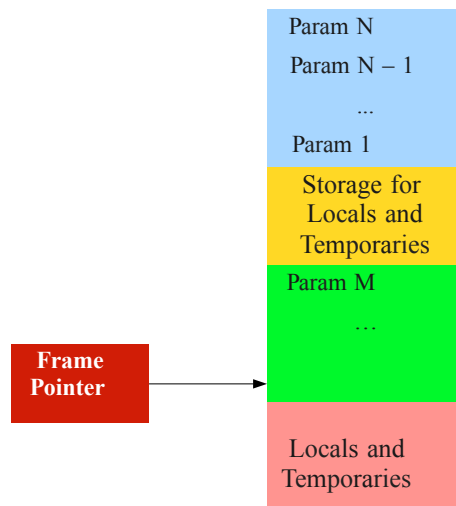 Param N
Param N – 1
...
Param 1
Storage for
Locals and
Temporaries
Param M
…
Frame
Pointer
Locals and
Temporaries